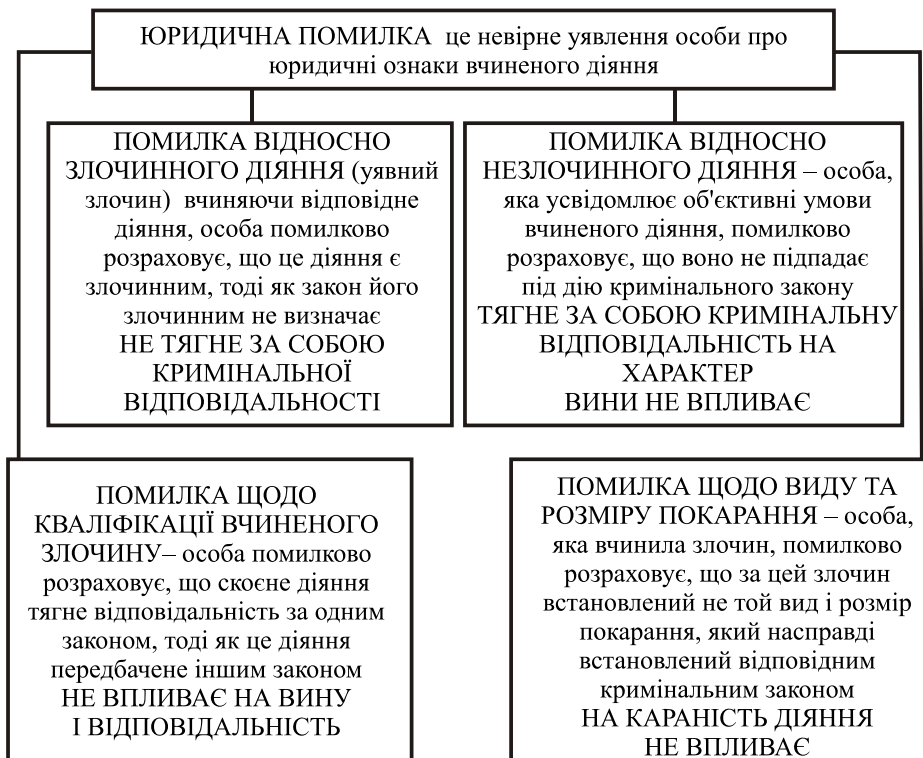 ЮРИДИЧНА ПОМИЛКА це невірне уявлення особи про
юридичні ознаки вчиненого діяння
ПОМИЛКА ВІДНОСНО
ЗЛОЧИННОГО ДІЯННЯ (уявний
злочин) вчиняючи відповідне
діяння, особа помилково
розраховує, що це діяння є
злочинним, тоді як закон його
злочинним не визначає
НЕ ТЯГНЕ ЗА СОБОЮ
КРИМІНАЛЬНОЇ
ВІДПОВІДАЛЬНОСТІ
ПОМИЛКА ВІДНОСНО
НЕЗЛОЧИННОГО ДІЯННЯ – особа,
яка усвідомлює об'єктивні умови
вчиненого діяння, помилково
розраховує, що воно не підпадає
під дію кримінального закону
ТЯГНЕ ЗА СОБОЮ КРИМІНАЛЬНУ
ВІДПОВІДАЛЬНІСТЬ НА
ХАРАКТЕР
ВИНИ НЕ ВПЛИВАЄ
ПОМИЛКА ЩОДО
КВАЛІФІКАЦІЇ ВЧИНЕНОГО
ЗЛОЧИНУ– особа помилково
розраховує, що скоєне діяння
тягне відповідальність за одним
законом, тоді як це діяння
передбачене іншим законом
НЕ ВПЛИВАЄ НА ВИНУ
І ВІДПОВІДАЛЬНІСТЬ
ПОМИЛКА ЩОДО ВИДУ ТА
РОЗМІРУ ПОКАРАННЯ – особа,
яка вчинила злочин, помилково
розраховує, що за цей злочин
встановлений не той вид і розмір
покарання, який насправді
встановлений відповідним
кримінальним законом
НА КАРАНІСТЬ ДІЯННЯ
НЕ ВПЛИВАЄ